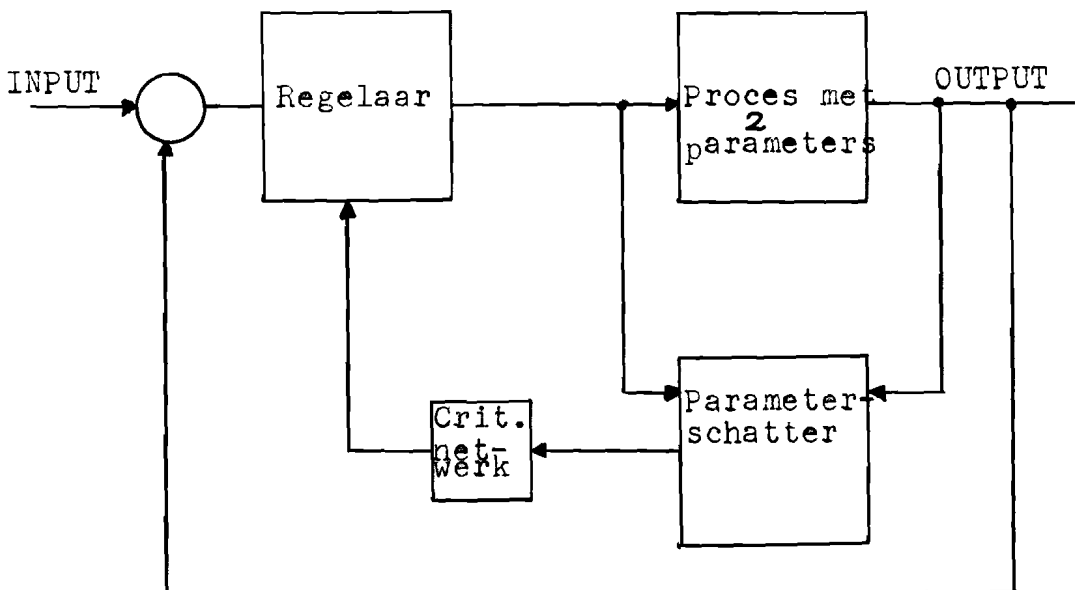 INPUT
Regelaar
Proces met
2
parameters
OUTPUT
Parameter-
schatter
Crit.
net-
werk